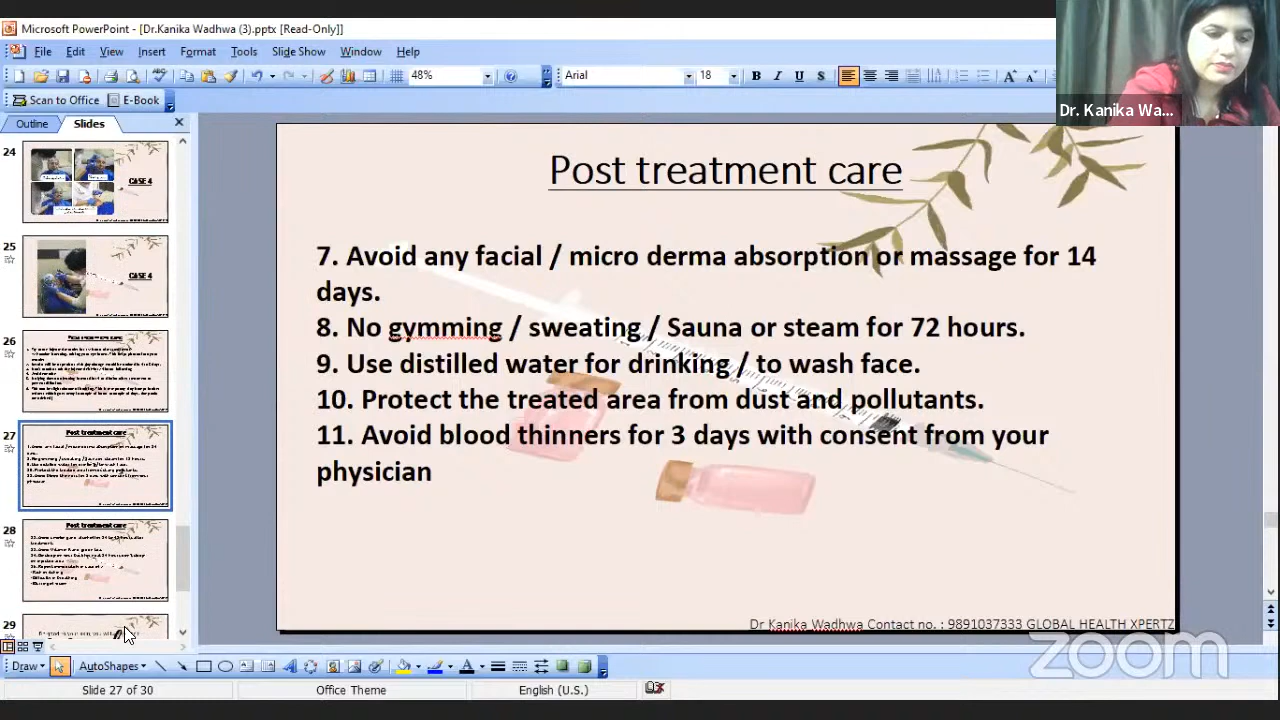 Microsoft PowerPoint - [Dr.Kanika Wadhwa (3).pptx [Read-Only]]
File Edit View Insert Format Tools Slide Show Window Help
48% Arial 18 B I U S
Scan to Office E-Book
Dr. Kanika Wa...
Outline Slides
24
CASE 4
25
CASE 4
26
27
Post treatment care
28
Post treatment care
29
Post treatment care
7. Avoid any facial / micro derma absorption or massage for 14
days.
8. No gymming / sweating / Sauna or steam for 72 hours.
9. Use distilled water for drinking / to wash face.
10. Protect the treated area from dust and pollutants.
11. Avoid blood thinners for 3 days with consent from your
physician
Dr Kanika Wadhwa Contact no. : 9891037333 GLOBAL HEALTH XPERTZ
zoom
Draw AutoShapes
Slide 27 of 30 Office Theme English (U.S.)